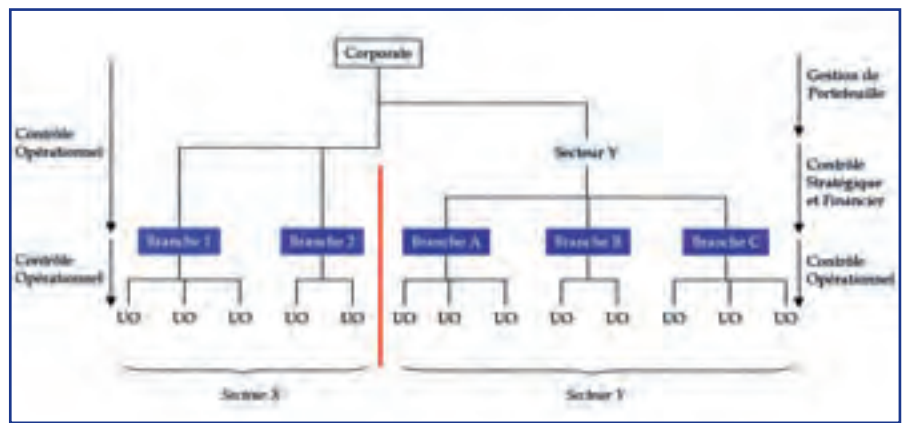 Corporate
Gestion de
Portefeuille
Contrôle
Opérationnel
Secteur Y
Contrôle
Stratégique
et Financier
Branche 1
Branche 2
Branche A
Branche B
Branche C
Contrôle
Opérationnel
Contrôle
Opérationnel
UO UO UO UO UO UO UO UO UO UO UO UO UO
Secteur X
Secteur Y